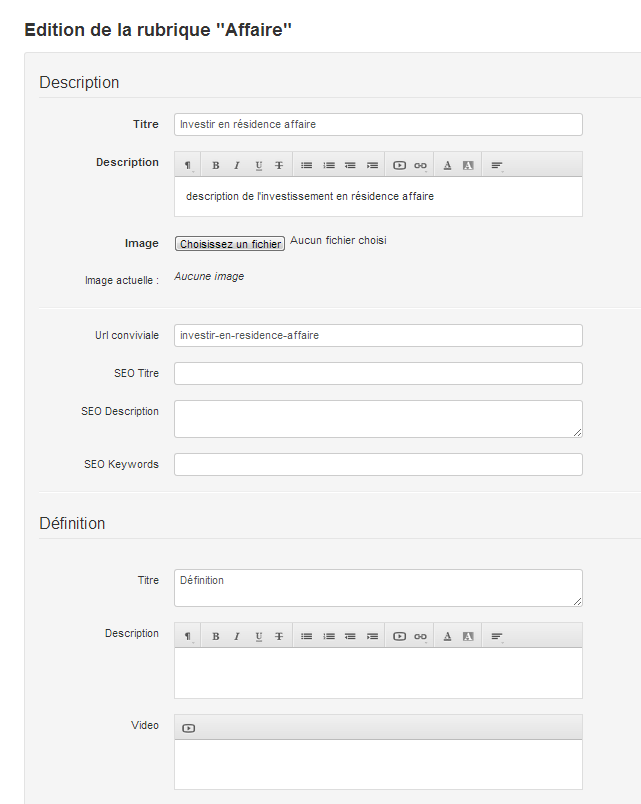 Edition de la rubrique "Affaire"
Description
Titre Investir en résidence affaire
Description ¶ B I U T A A
description de l'investissement en résidence affaire
Image Choisissez un fichier Aucun fichier choisi
Image actuelle : Aucune image
Url conviviale investir-en-residence-affaire
SEO Titre
SEO Description
SEO Keywords
Définition
Titre Définition
Description ¶ B I U T A A
Video